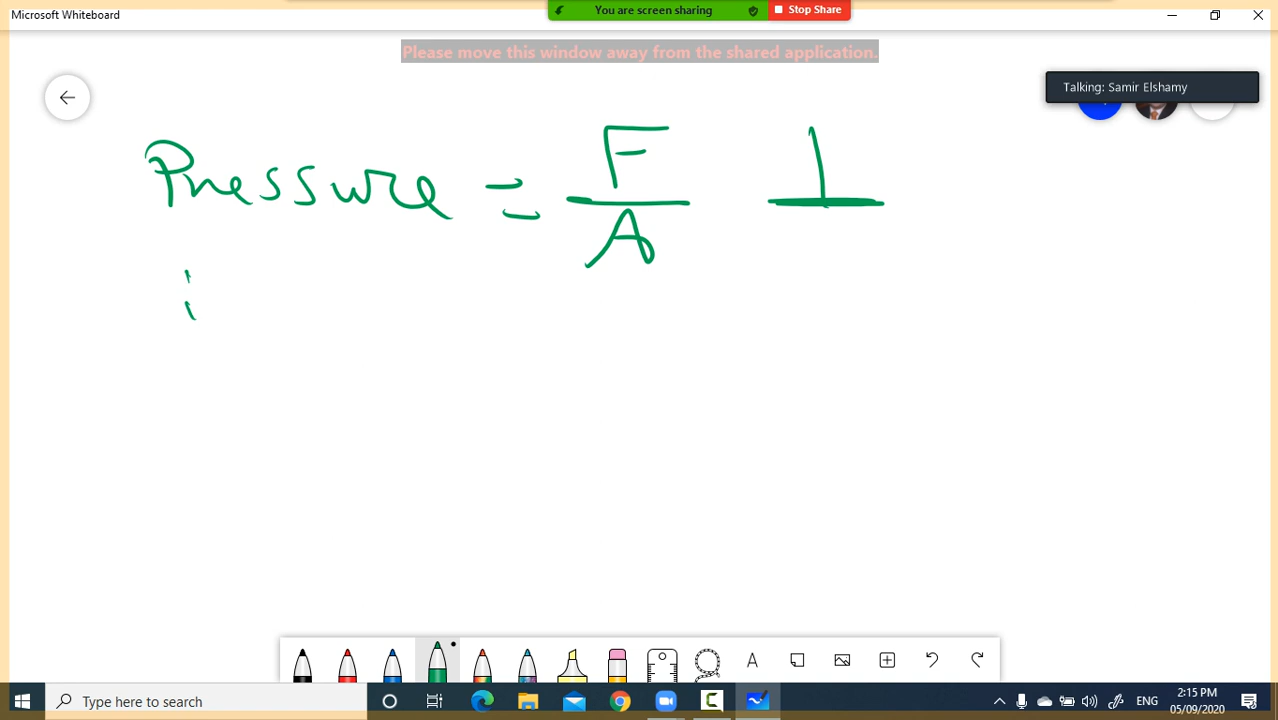 Microsoft Whiteboard
You are screen sharing
Stop Share
Please move this window away from the shared application.
Talking: Samir Elshamy
Pressure = F/A 1
A
Type here to search
ENG
2:15 PM
05/09/2020